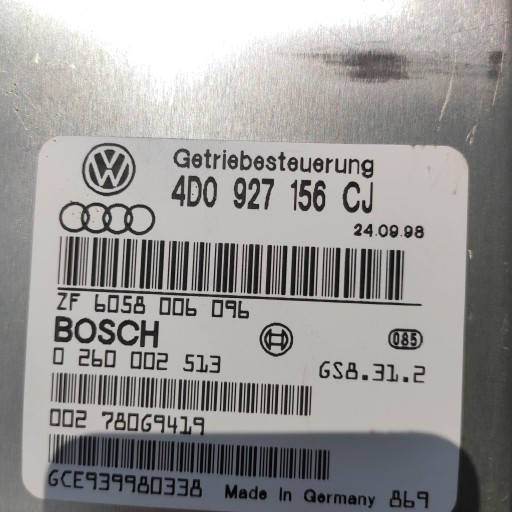 Getriebesteuerung
4D0 927 156 CJ
24.09.98
ZF 6058 006 096
BOSCH
085
0 260 002 513
GS8.31.2
002 78069419
GCE939980338 Made In Germany 869